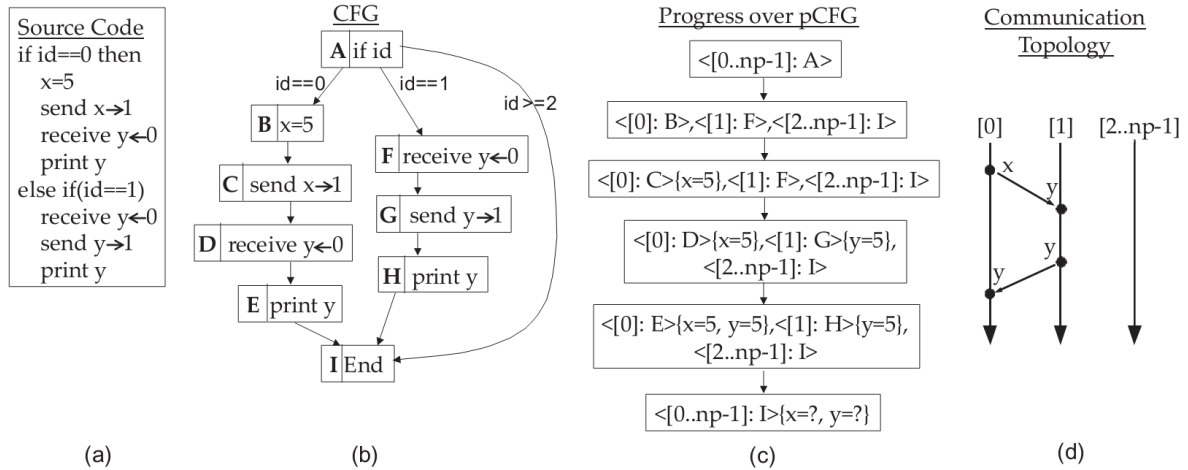 Source Code
if id==0 then
x=5
send x→1
receive y←0
print y
else if(id==1)
receive y←0
send y→1
print y
(a)
CFG
A if id
id==0
id==1
id>=2
B x=5
F receive y←0
C send x→1
G send y→1
D receive y←0
H print y
E print y
I End
(b)
Progress over pCFG
<[0..np-1]: A>
<[0]: B>,<[1]: F>,<[2..np-1]: I>
<[0]: C>{x=5},<[1]: F>,<[2..np-1]: I>
<[0]: D>{x=5},<[1]: G>{y=5},
<[2..np-1]: I>
<[0]: E>{x=5, y=5},<[1]: H>{y=5},
<[2..np-1]: I>
<[0..np-1]: I>{x=?, y=?}
(c)
Communication
Topology
[0] [1] [2..np-1]
x
y
y
y
(d)